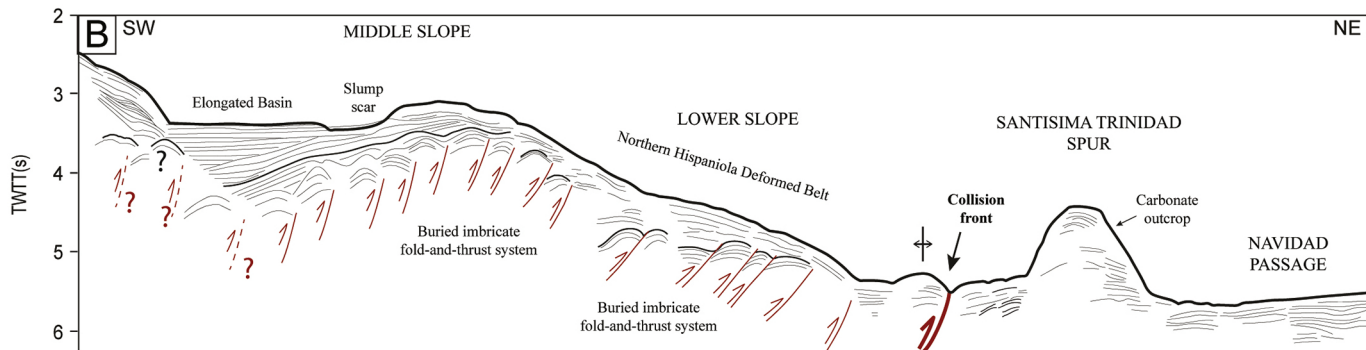 B SW
NE
MIDDLE SLOPE
Elongated Basin
Slump
scar
LOWER SLOPE
Northern Hispaniola Deformed Belt
SANTISIMA TRINIDAD
SPUR
Collision
front
Carbonate
outcrop
NAVIDAD
PASSAGE
Buried imbricate
fold-and-thrust system
Buried imbricate
fold-and-thrust system
?
?
?
?
TWTT(s)
2
3
4
5
6